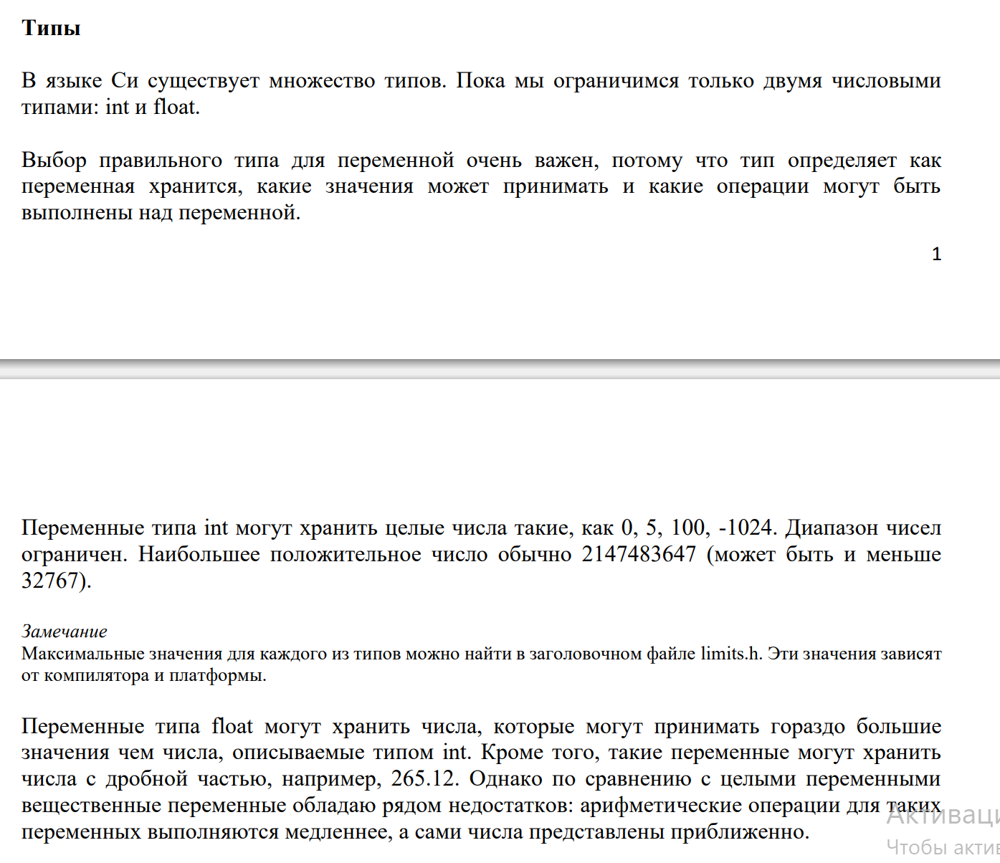 Типы
В языке Си существует множество типов. Пока мы ограничимся только двумя числовыми
типами: int и float.
Выбор правильного типа для переменной очень важен, потому что тип определяет как
переменная хранится, какие значения может принимать и какие операции могут быть
выполнены над переменной.
1
Переменные типа int могут хранить целые числа такие, как 0, 5, 100, -1024. Диапазон чисел
ограничен. Наибольшее положительное число обычно 2147483647 (может быть и меньше
32767).
Замечание
Максимальные значения для каждого из типов можно найти в заголовочном файле limits.h. Эти значения зависят
от компилятора и платформы.
Переменные типа float могут хранить числа, которые могут принимать гораздо большие
значения чем числа, описываемые типом int. Кроме того, такие переменные могут хранить
числа с дробной частью, например, 265.12. Однако по сравнению с целыми переменными
вещественные переменные обладаю рядом недостатков: арифметические операции для таких
переменных выполняются медленнее, а сами числа представлены приближенно.
Активаци
Чтобы актив